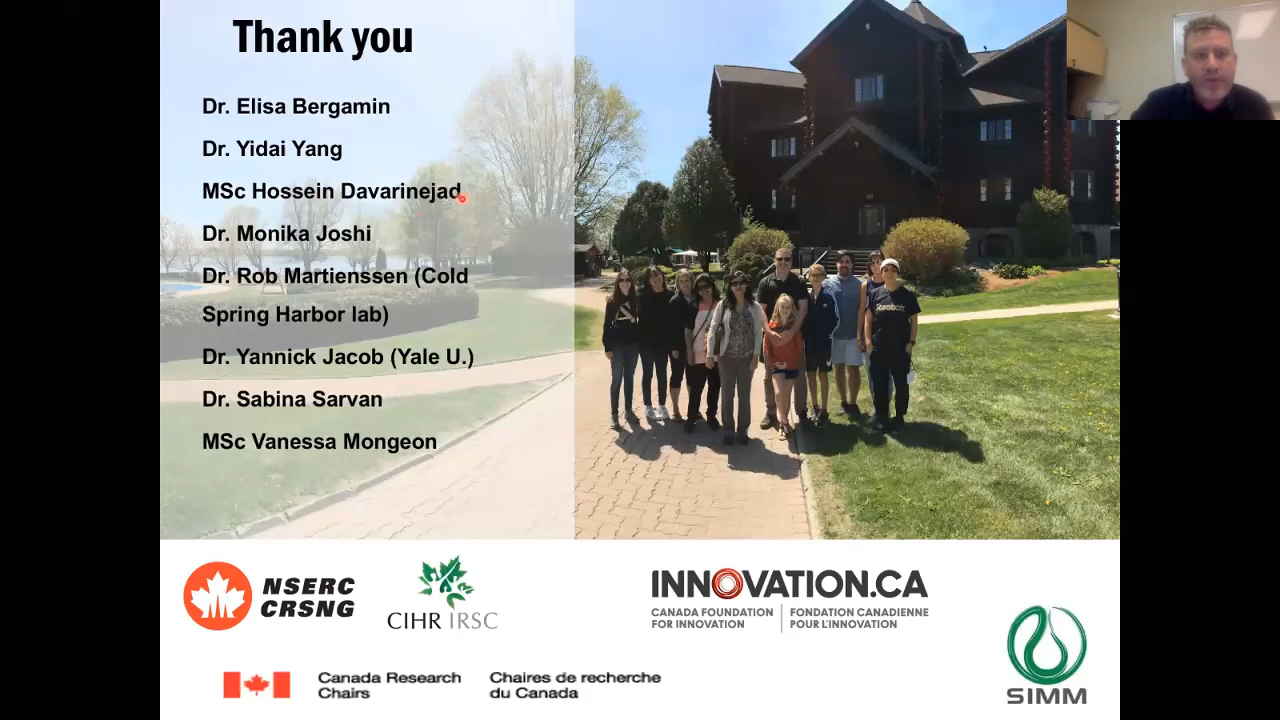 Thank you
Dr. Elisa Bergamin
Dr. Yidai Yang
MSc Hossein Davarinejad
Dr. Monika Joshi
Dr. Rob Martienssen (Cold
Spring Harbor lab)
Dr. Yannick Jacob (Yale U.)
Dr. Sabina Sarvan
MSc Vanessa Mongeon
NSERC
CRSNG
CIHR IRSC
INNOVATION.CA
CANADA FOUNDATION
FOR INNOVATION
FONDATION CANADIENNE
POUR L'INNOVATION
Canada Research
Chairs
Chaires de recherche
du Canada
SIMM